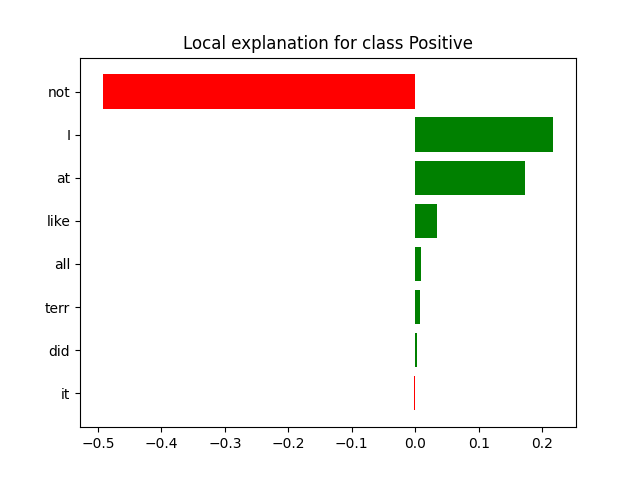 Local explanation for class Positive
not
I
at
like
all
terr
did
it
−0.5 −0.4 −0.3 −0.2 −0.1 0.0 0.1 0.2